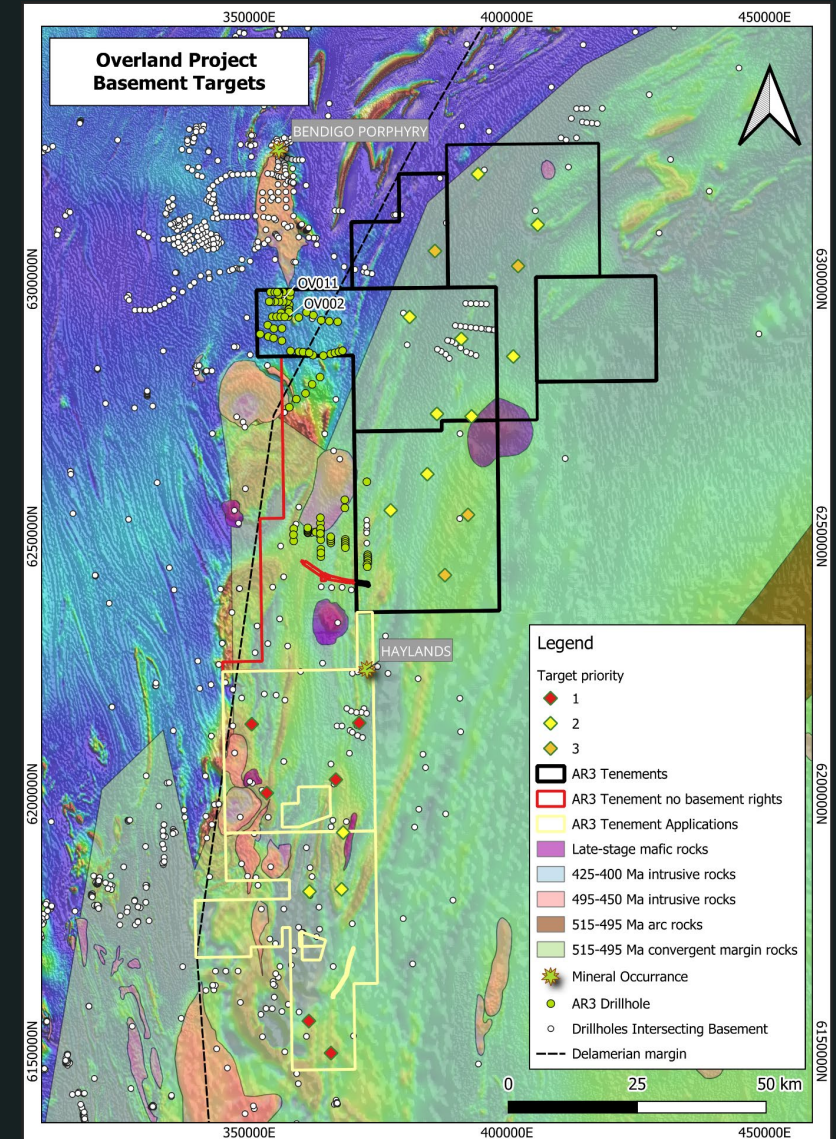 350000E 400000E 450000E
Overland Project
Basement Targets
BENDIGO PORPHYRY
6300000N
6300000N
OV011
OV002
6250000N
6250000N
HAYLANDS
Legend
Target priority
1
2
3
AR3 Tenements
AR3 Tenement no basement rights
AR3 Tenement Applications
Late-stage mafic rocks
425-400 Ma intrusive rocks
495-450 Ma intrusive rocks
515-495 Ma arc rocks
515-495 Ma convergent margin rocks
Mineral Occurrance
AR3 Drillhole
Drillholes Intersecting Basement
Delamerian margin
6200000N
6200000N
6150000N
6150000N
0 25 50 km
350000E 400000E 450000E